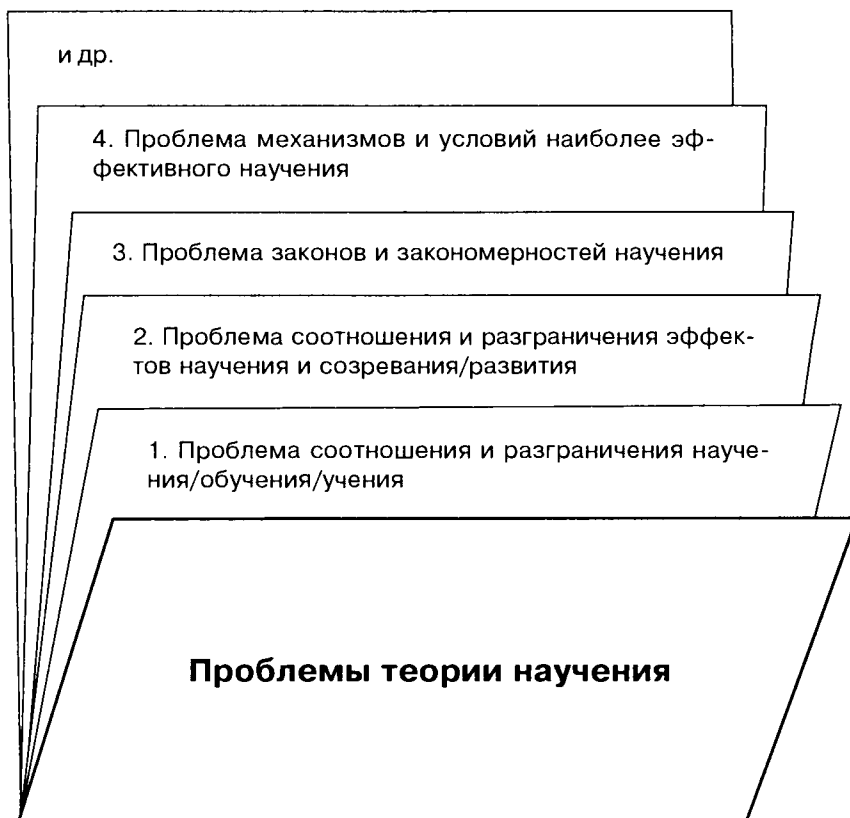 и др.
4. Проблема механизмов и условий наиболее эф-
фективного научения
3. Проблема законов и закономерностей научения
2. Проблема соотношения и разграничения эффек-
тов научения и созревания/развития
1. Проблема соотношения и разграничения науче-
ния/обучения/учения
Проблемы теории научения